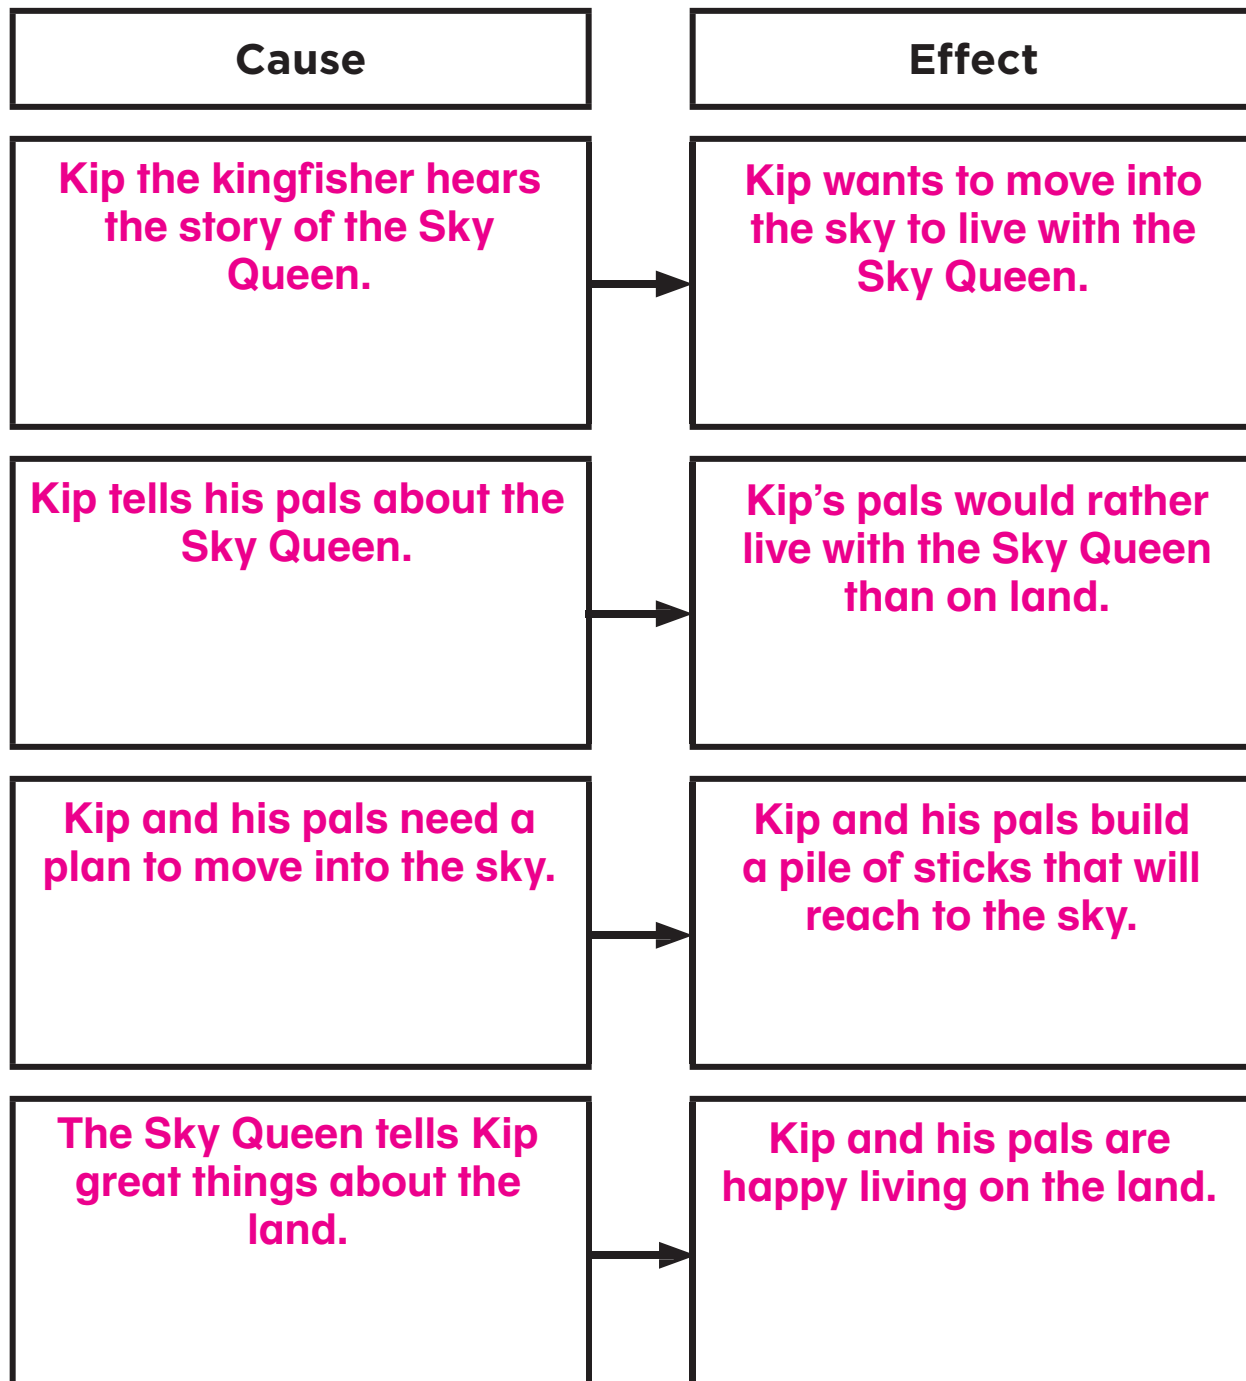 Cause
Effect
Kip the kingfisher hears
the story of the Sky
Queen.
Kip wants to move into
the sky to live with the
Sky Queen.
Kip tells his pals about the
Sky Queen.
Kip’s pals would rather
live with the Sky Queen
than on land.
Kip and his pals need a
plan to move into the sky.
Kip and his pals build
a pile of sticks that will
reach to the sky.
The Sky Queen tells Kip
great things about the
land.
Kip and his pals are
happy living on the land.